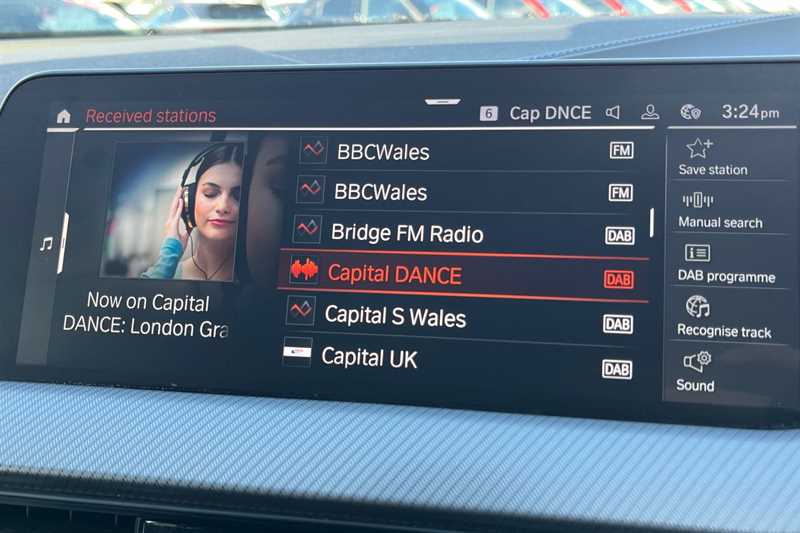 Received stations
6 Cap DNCE 3:24pm
BBCWales FM
BBCWales FM
Bridge FM Radio DAB
Capital DANCE DAB
Capital S Wales DAB
Capital UK DAB
Now on Capital
DANCE: London Gra
Save station
Manual search
DAB programme
Recognise track
Sound